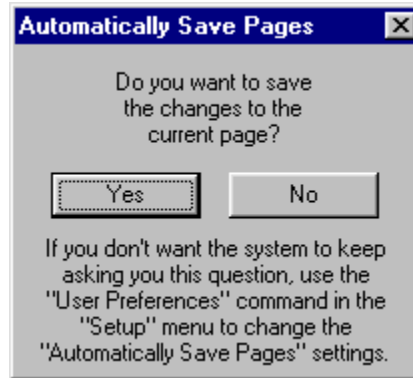 Automatically Save Pages
Do you want to save
the changes to the
current page?
Yes No
If you don't want the system to keep
asking you this question, use the
"User Preferences" command in the
"Setup" menu to change the
"Automatically Save Pages" settings.